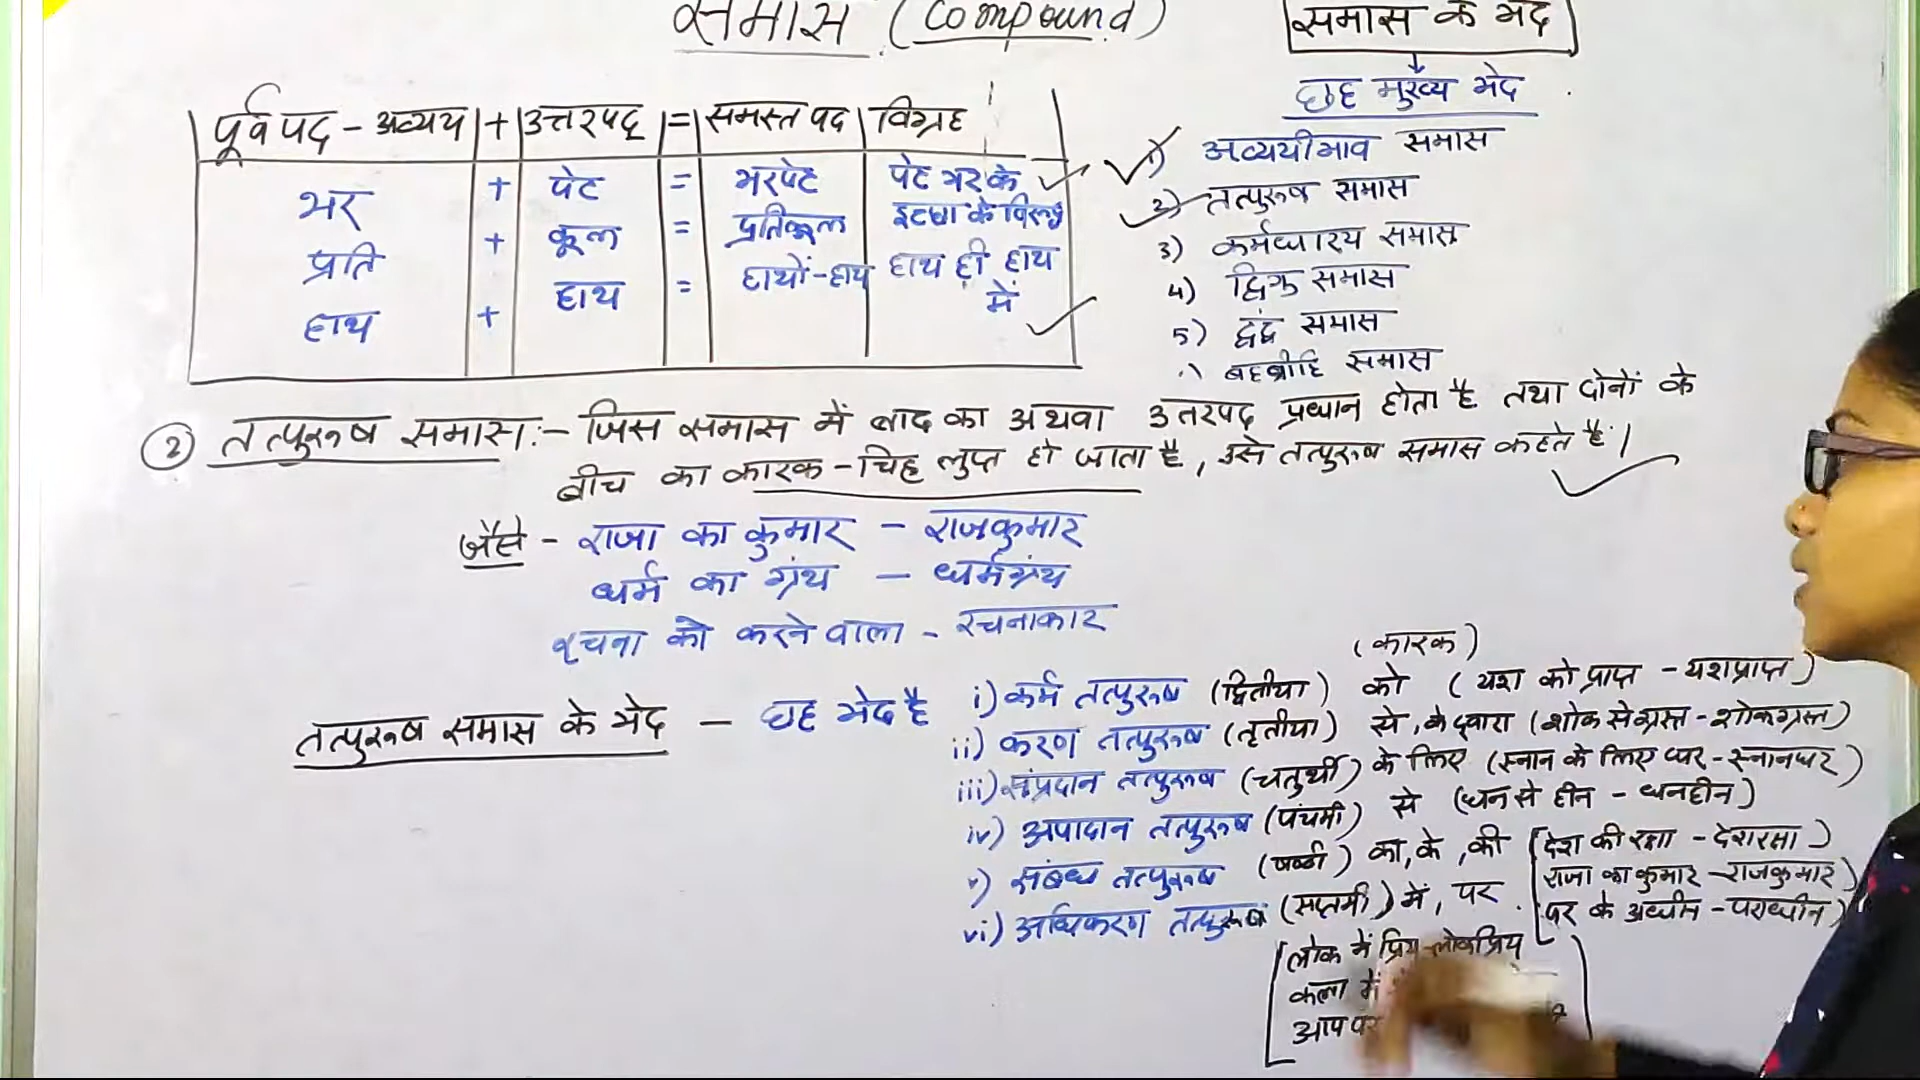 समास (Compound)
समास के भेद
छह मुख्य भेद
पूर्वपद - अव्यय + उत्तरपद = समस्त पद विग्रह
भर + पेट = भरपेट पेट भर के
प्रति + कूल = प्रतिकूल इच्छा के विरुद्ध
हाथ + हाथ = हाथों-हाथ हाथ ही हाथ
में
1) अव्ययीभाव समास
2) तत्पुरुष समास
3) कर्मधारय समास
4) द्विगु समास
5) द्वंद्व समास
बहुव्रीहि समास
2 तत्पुरुष समास :- जिस समास में बाद का अथवा उत्तरपद प्रधान होता है तथा दोनों के
बीच का कारक - चिह्न लुप्त हो जाता है, उसे तत्पुरुष समास कहते हैं।
जैसे - राजा का कुमार - राजकुमार
धर्म का ग्रंथ - धर्मग्रंथ
रचना को करने वाला - रचनाकार
तत्पुरुष समास के भेद - छह भेद है
(कारक)
i) कर्म तत्पुरुष (द्वितीया) को (यश को प्राप्त - यशप्राप्त)
ii) करण तत्पुरुष (तृतीया) से, के द्वारा (शोक से ग्रस्त - शोकग्रस्त)
iii) संप्रदान तत्पुरुष (चतुर्थी) के लिए (स्नान के लिए घर - स्नानघर)
iv) अपादान तत्पुरुष (पंचमी) से (धन से हीन - धनहीन)
v) संबंध तत्पुरुष (षष्ठी) का, के, की [देश की रक्षा - देशरक्षा)
राजा का कुमार - राजकुमार)
पर के अधीन - पराधीन)
vi) अधिकरण तत्पुरुष (सप्तमी) में, पर
[लोक में प्रिय - लोकप्रिय
कला में
आप पर